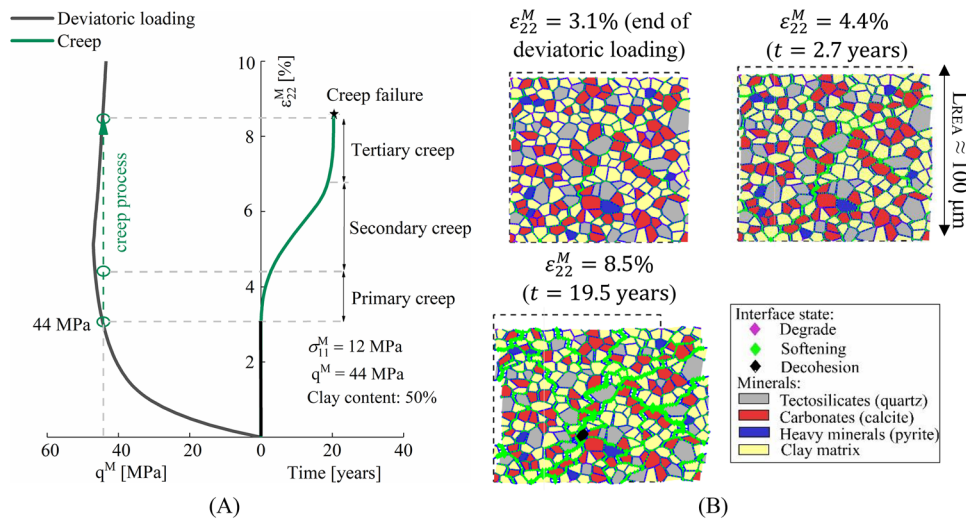 (A)
Deviatoric loading
Creep
10
ε₂₂ᴹ [%]
Creep failure
8
Tertiary creep
creep process
6
Secondary creep
4
Primary creep
44 MPa
σ₁₁ᴹ = 12 MPa
2
qᴹ = 44 MPa
Clay content: 50%
60 40 20 0 20 40
qᴹ [MPa] Time [years]
(A)
ε₂₂ᴹ = 3.1% (end of
deviatoric loading)
ε₂₂ᴹ = 4.4%
(t = 2.7 years)
L_REA ≈ 100 μm
ε₂₂ᴹ = 8.5%
(t = 19.5 years)
Interface state:
Degrade
Softening
Decohesion
Minerals:
Tectosilicates (quartz)
Carbonates (calcite)
Heavy minerals (pyrite)
Clay matrix
(B)
(B)